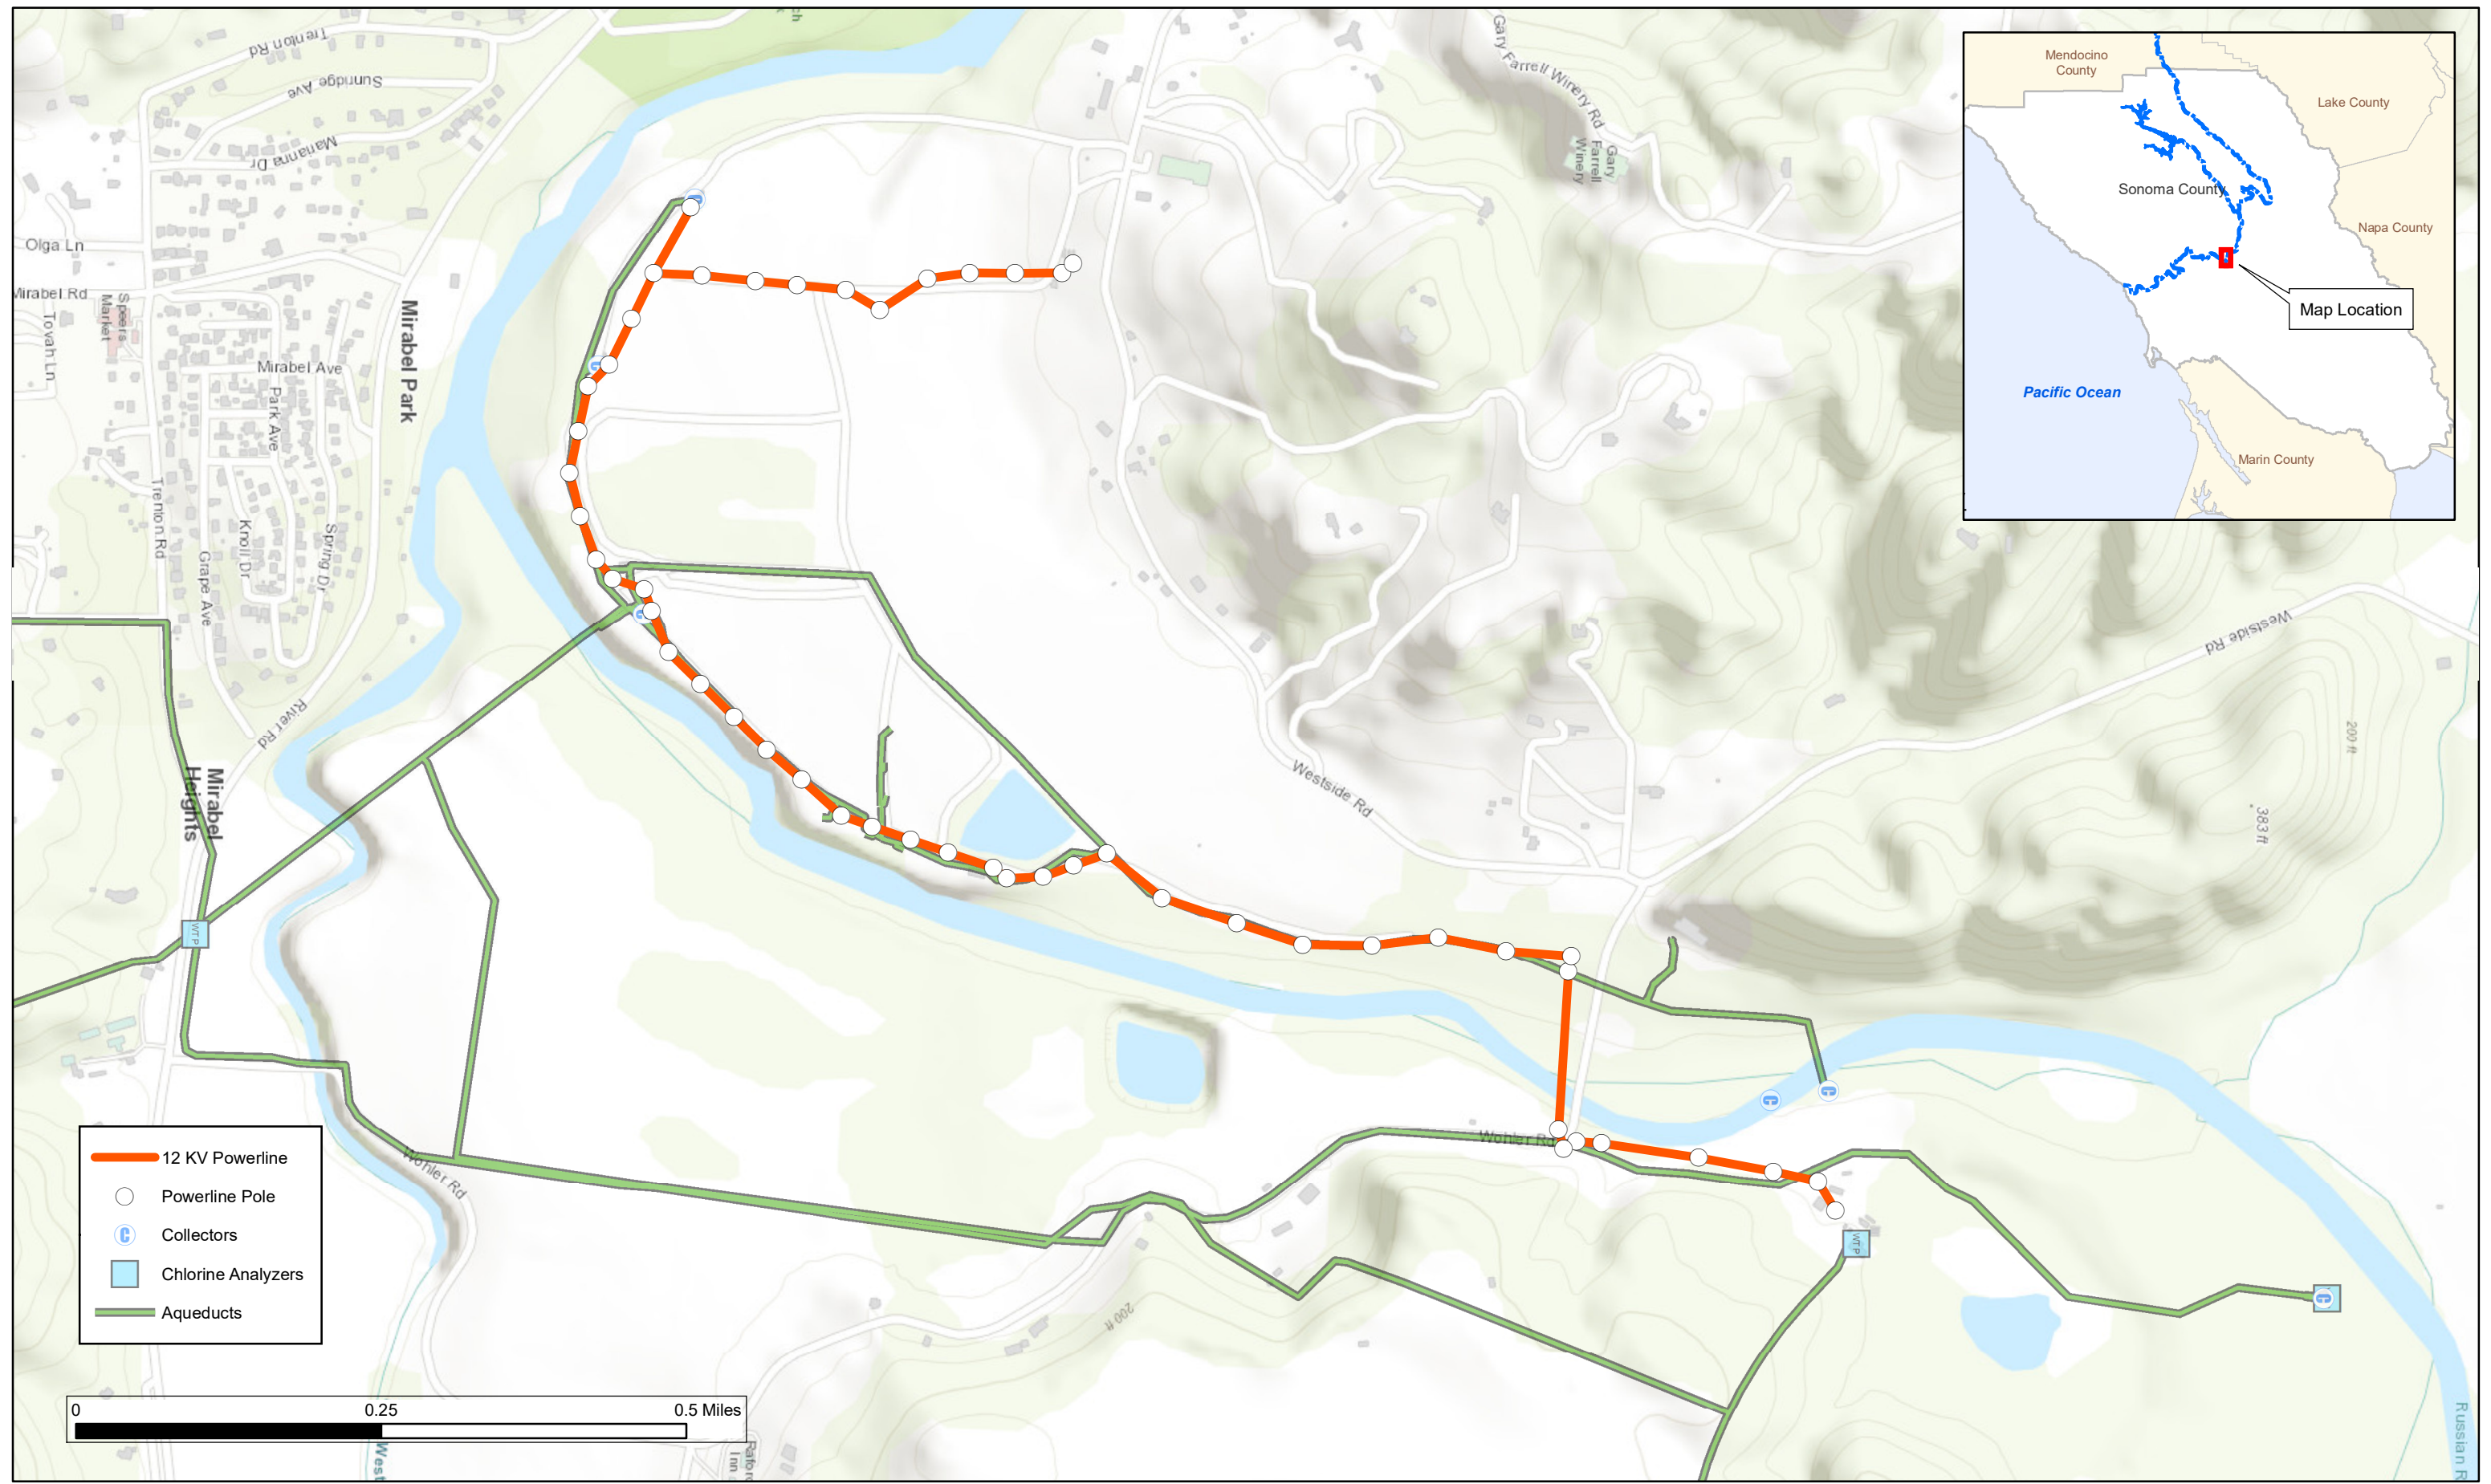 Trenton Rd
Sunridge Ave
Marianna Dr
Olga Ln
Mirabel Rd
Speers
Market
Tovah Ln
Mirabel Park
Mirabel Ave
Park Ave
Trenton Rd
Knoll Dr
Spring Dr
Grape Ave
River Rd
Mirabel
Heights
WTP
Wohler Rd
Gary Farrell Winery Rd
Gary
Farrell
Winery
Westside Rd
Westside Rd
200 ft
383 ft
Wohler Rd
C
C
C
C
C
WTP
C
200 ft
Inn
West
Russian R
Mendocino
County
Lake County
Sonoma County
Napa County
Map Location
Pacific Ocean
Marin County
12 KV Powerline
Powerline Pole
C
Collectors
Chlorine Analyzers
Aqueducts
0
0.25
0.5 Miles